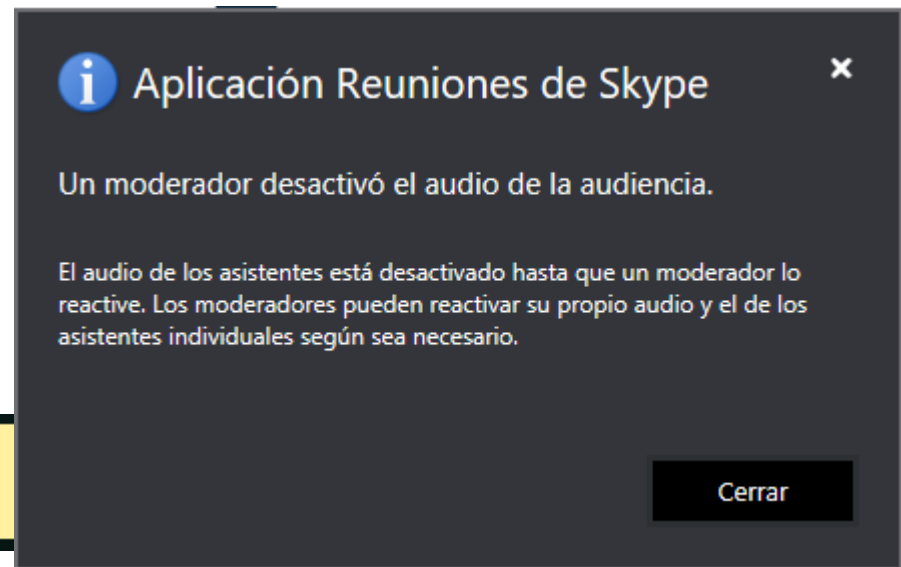 Aplicación Reuniones de Skype
Un moderador desactivó el audio de la audiencia.
El audio de los asistentes está desactivado hasta que un moderador lo
reactive. Los moderadores pueden reactivar su propio audio y el de los
asistentes individuales según sea necesario.
Cerrar